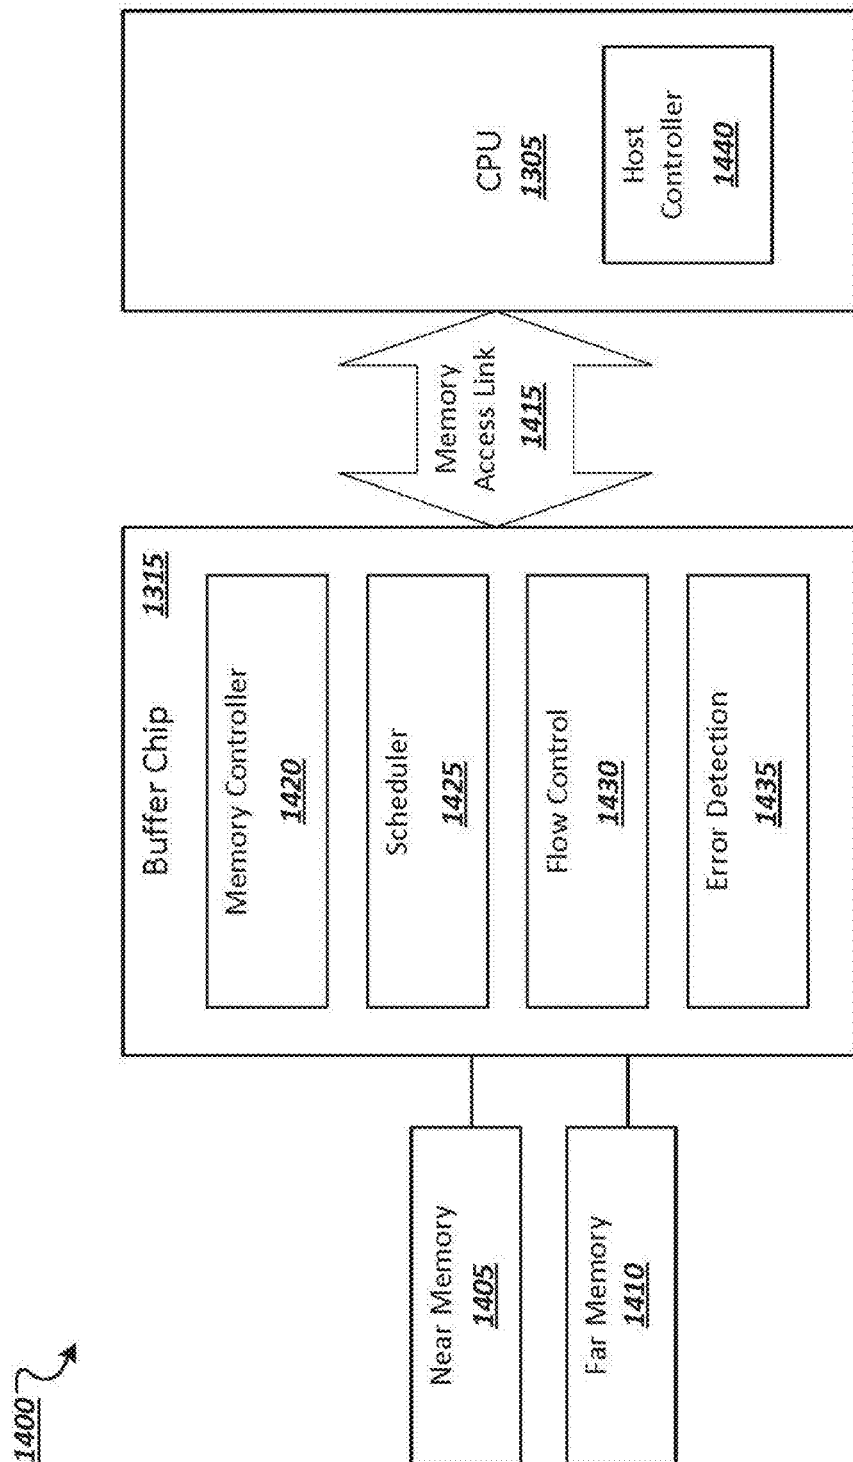 1400
Near Memory
1405
Far Memory
1410
Buffer Chip
1315
Memory Controller
1420
Scheduler
1425
Flow Control
1430
Error Detection
1435
Memory
Access Link
1415
CPU
1305
Host
Controller
1440